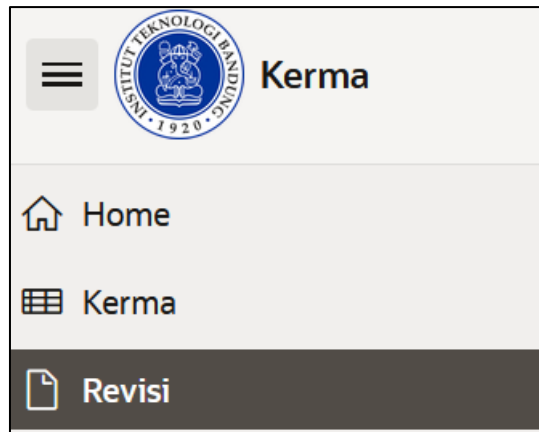 INSTITUT TEKNOLOGI BANDUNG
· 1920 ·
Kerma
Home
Kerma
Revisi